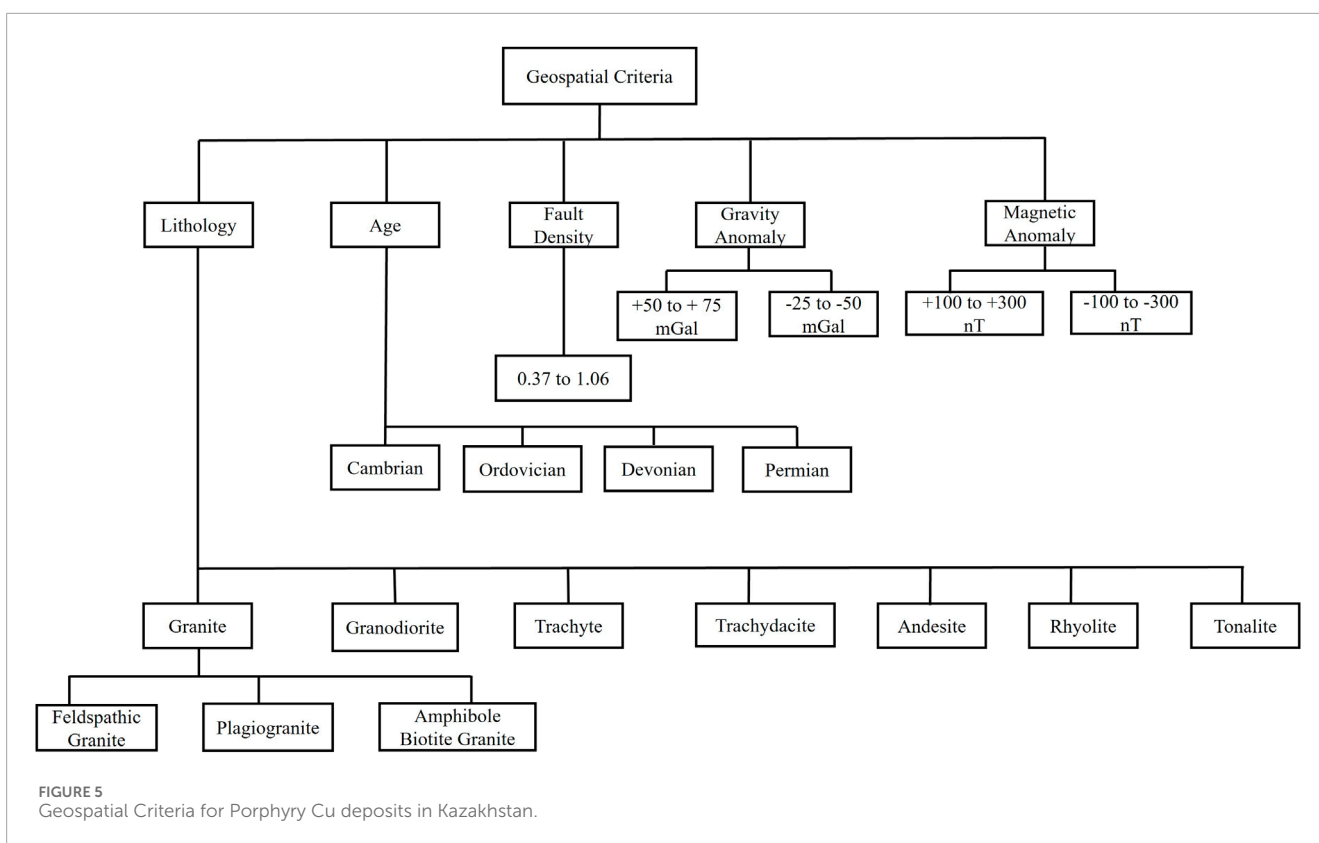 Geospatial Criteria
Lithology
Age
Fault
Density
Gravity
Anomaly
Magnetic
Anomaly
+50 to + 75
mGal
-25 to -50
mGal
+100 to +300
nT
-100 to -300
nT
0.37 to 1.06
Cambrian
Ordovician
Devonian
Permian
Granite
Granodiorite
Trachyte
Trachydacite
Andesite
Rhyolite
Tonalite
Feldspathic
Granite
Plagiogranite
Amphibole
Biotite Granite
FIGURE 5
Geospatial Criteria for Porphyry Cu deposits in Kazakhstan.